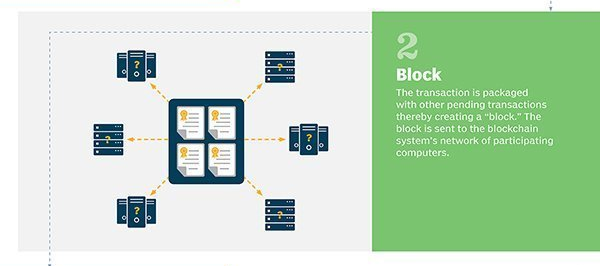 2
Block
The transaction is packaged
with other pending transactions
thereby creating a “block.” The
block is sent to the blockchain
system's network of participating
computers.
?
?
?
?
?
?